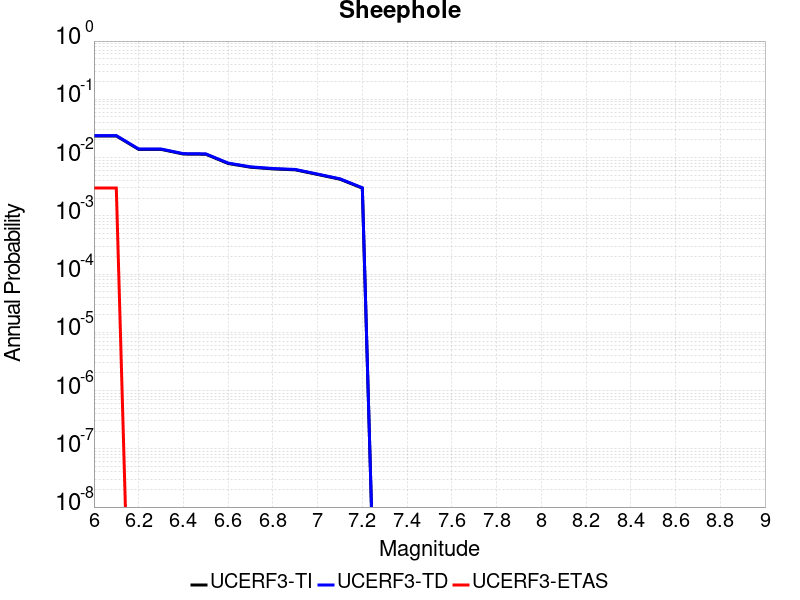 Sheephole
10^0
10^-1
10^-2
10^-3
10^-4
10^-5
10^-6
10^-7
10^-8
Annual Probability
6 6.2 6.4 6.6 6.8 7 7.2 7.4 7.6 7.8 8 8.2 8.4 8.6 8.8 9
Magnitude
UCERF3-TI UCERF3-TD UCERF3-ETAS